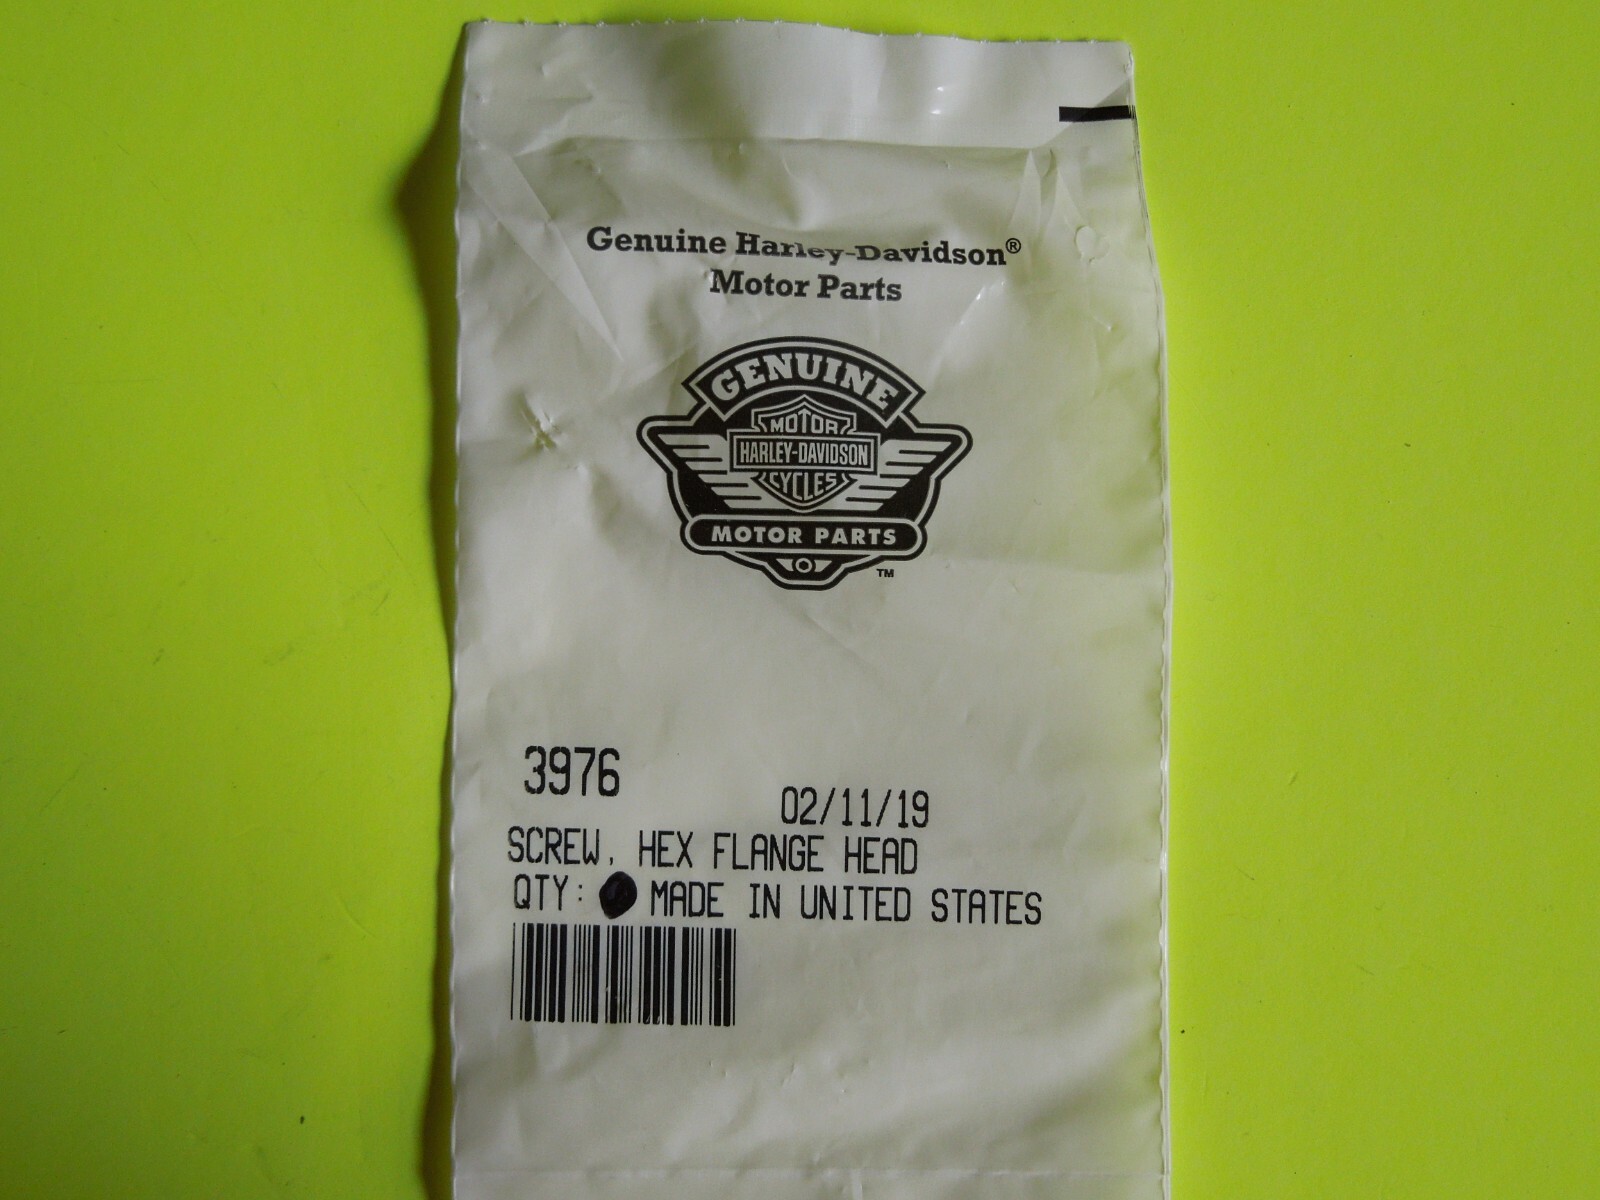 Genuine Harley-Davidson®
Motor Parts
GENUINE
MOTOR
HARLEY-DAVIDSON
CYCLES
MOTOR PARTS
TM
3976
02/11/19
SCREW, HEX FLANGE HEAD
QTY: MADE IN UNITED STATES